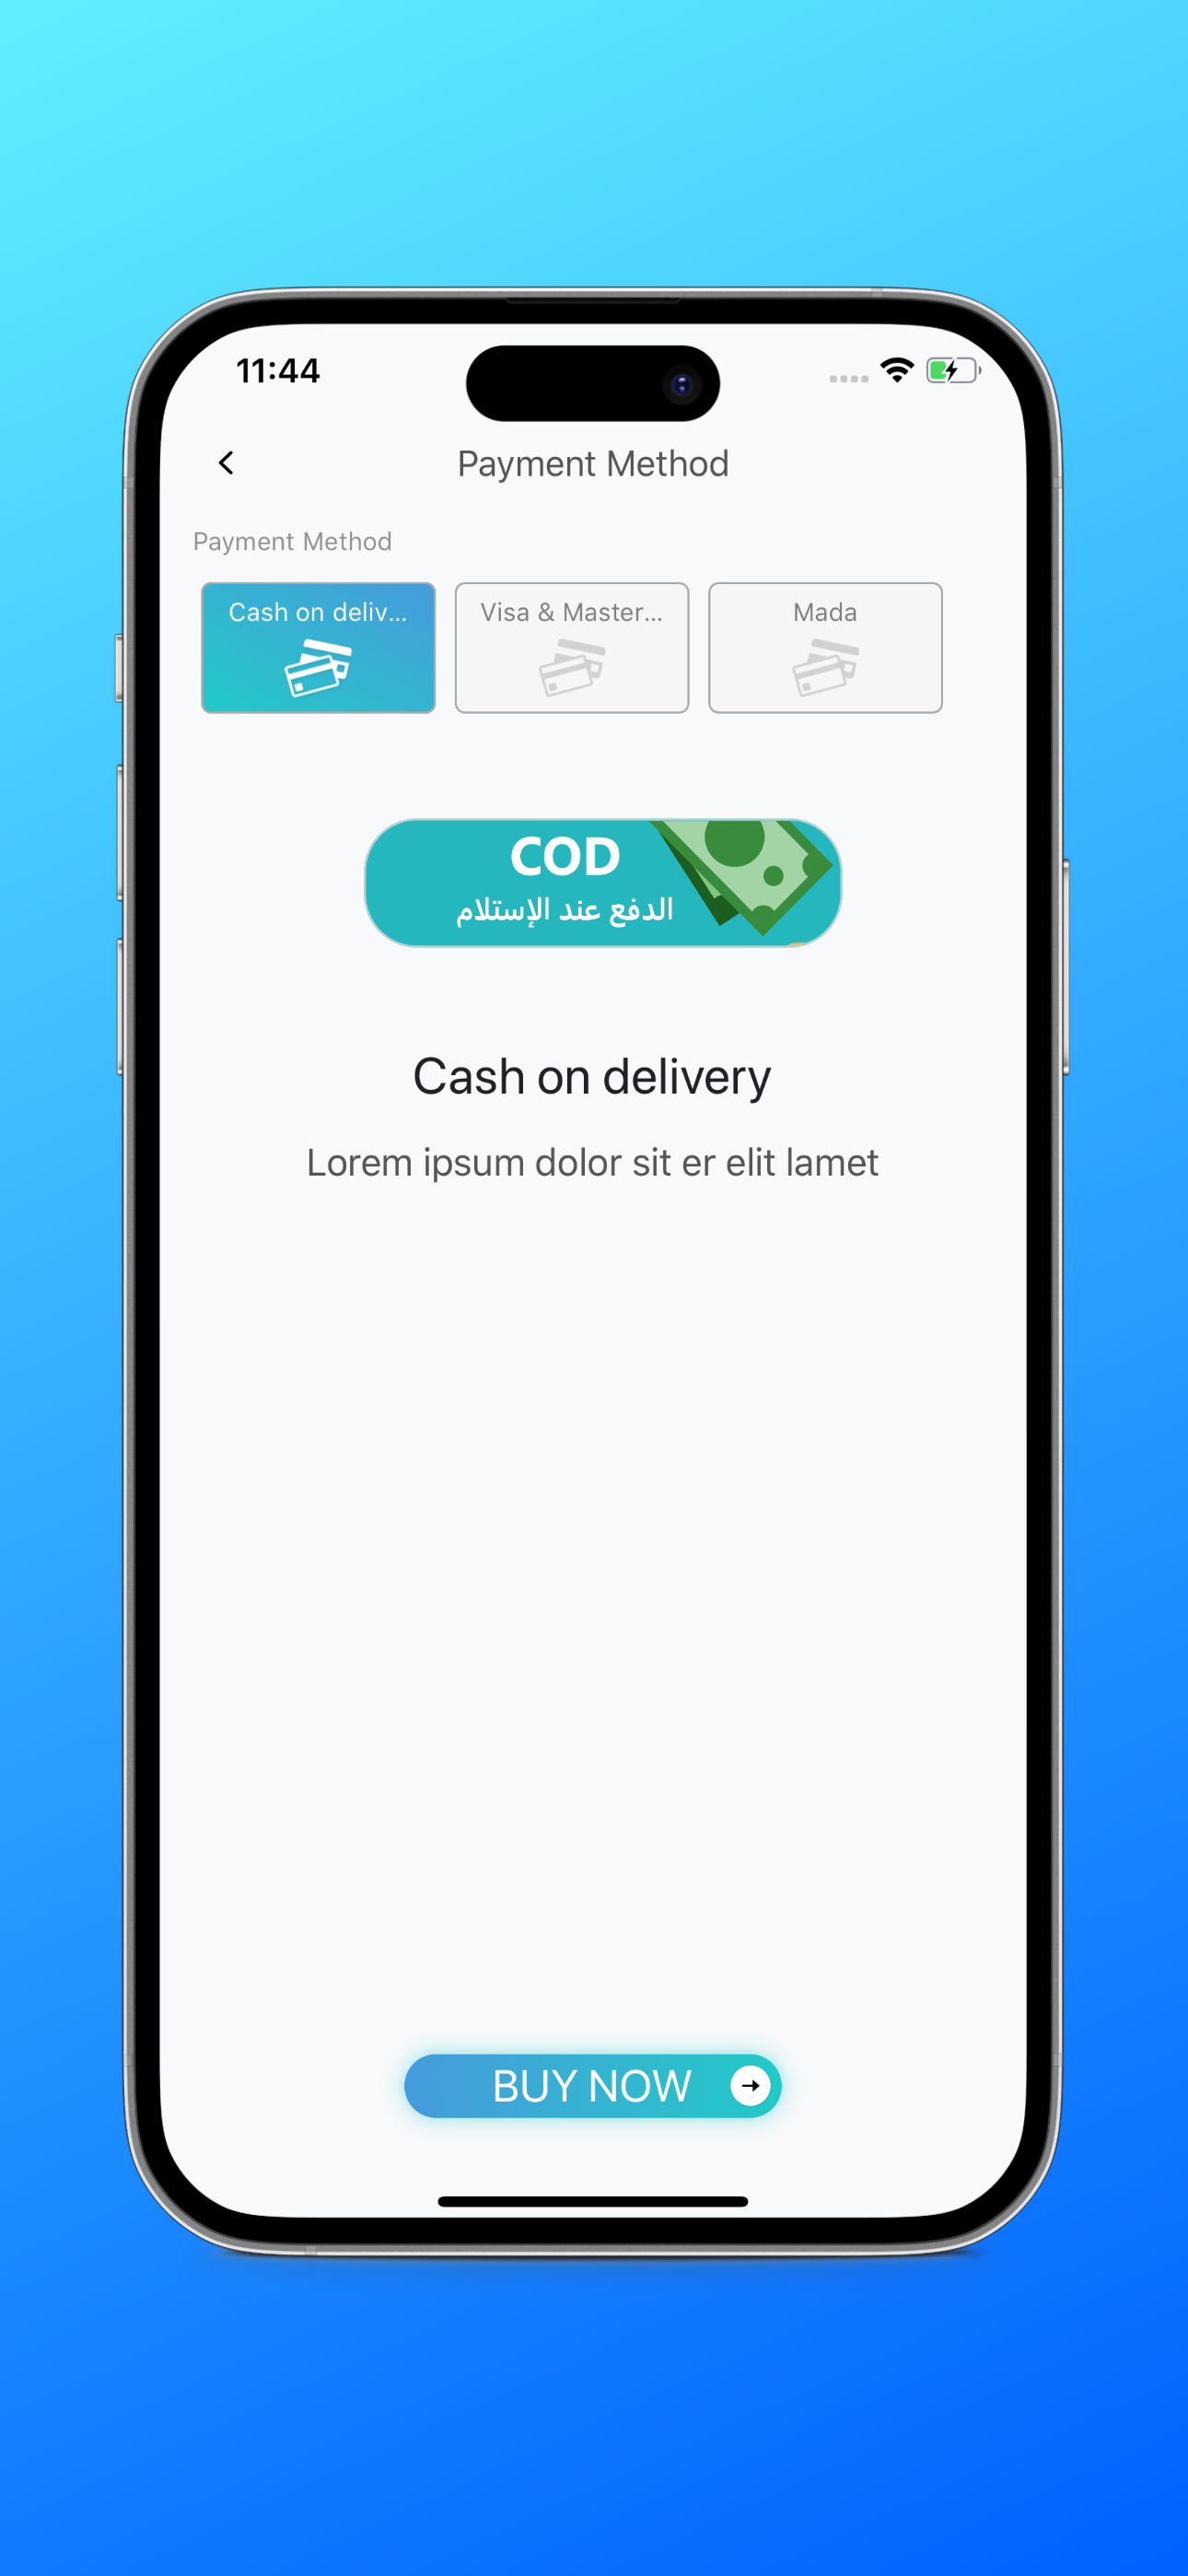 11:44
Payment Method
Payment Method
Cash on deliv...
Visa & Master...
Mada
COD
الدفع عند الإستلام
Cash on delivery
Lorem ipsum dolor sit er elit lamet
BUY NOW